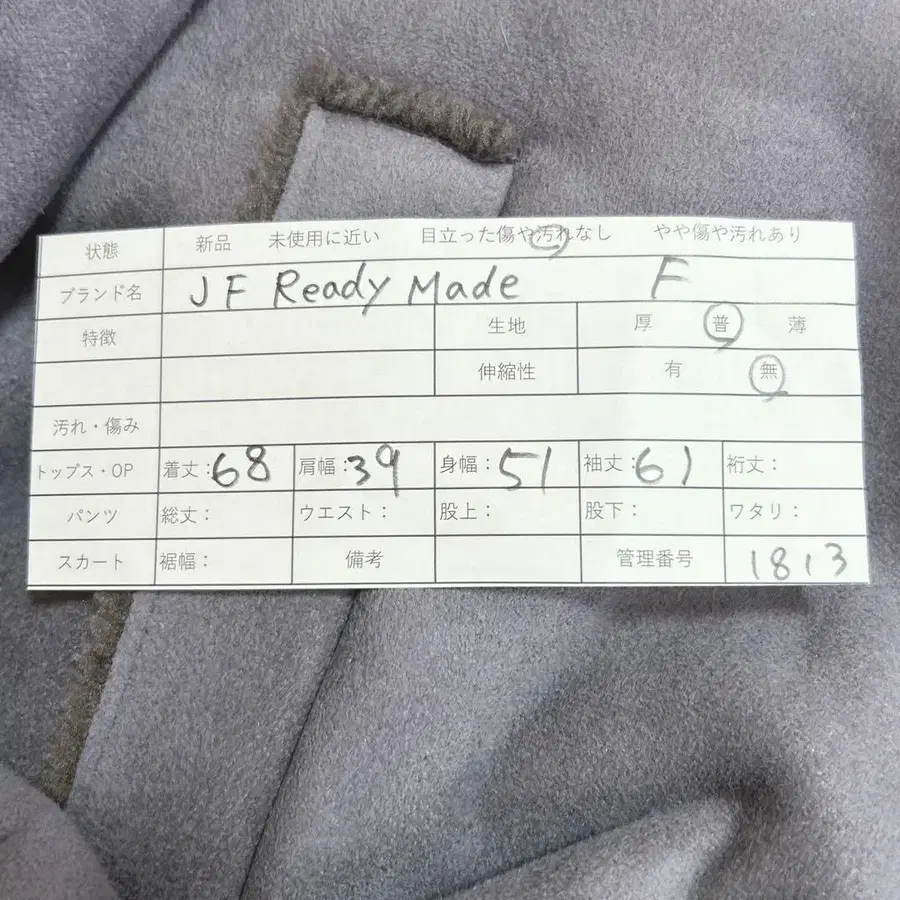 状態 新品 未使用に近い 目立った傷や汚れなし やや傷や汚れあり
ブランド名 JF Ready Made F
特徴 生地 厚 普 薄
伸縮性 有 無
汚れ・傷み
トップス・OP 着丈:68 肩幅:39 身幅:51 袖丈:61 裄丈:
パンツ 総丈: ウエスト: 股上: 股下: ワタリ:
スカート 裾幅: 備考 管理番号 1813